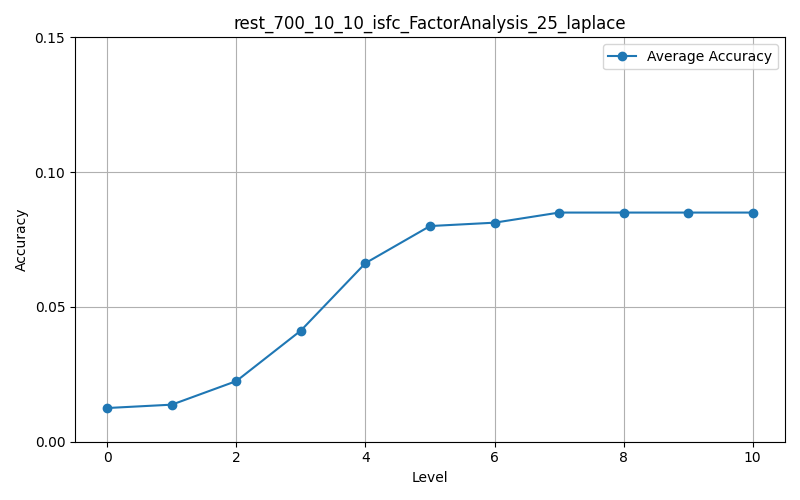 rest_700_10_10_isfc_FactorAnalysis_25_laplace
Average Accuracy
0.15
0.10
0.05
0.00
Accuracy
0 2 4 6 8 10
Level